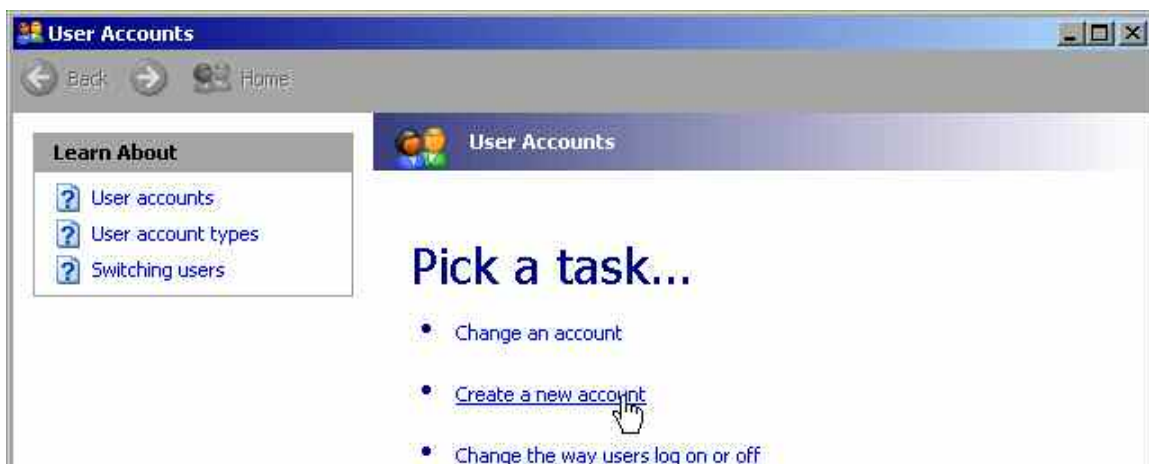 User Accounts
Back Home
Learn About
User accounts
User account types
Switching users
User Accounts
Pick a task...
Change an account
Create a new account
Change the way users log on or off